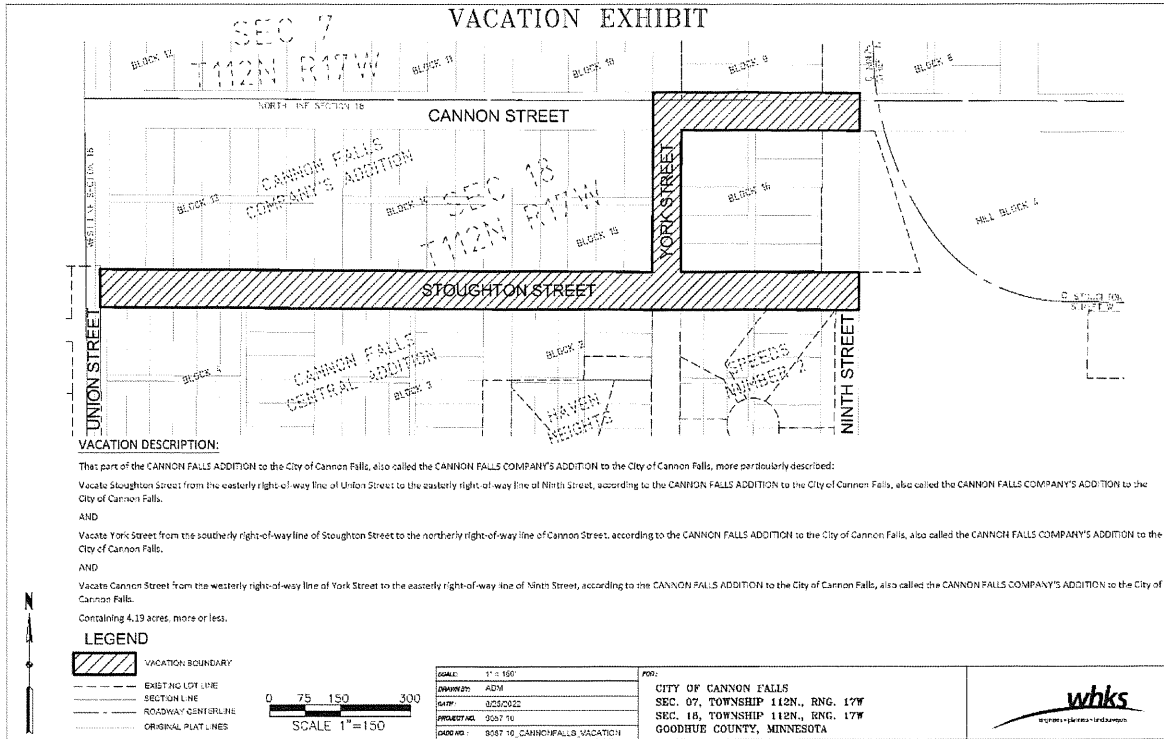 VACATION EXHIBIT
SEC 7
T112N R17W
BLOCK 12
BLOCK 11
BLOCK 10
BLOCK 9
BLOCK 8
NORTH LINE SECTION 18
CANNON STREET
WEST LINE SECTION 18
CANNON FALLS
COMPANY'S ADDITION
SEC 18
T112N R17W
BLOCK 13
BLOCK 14
BLOCK 15
BLOCK 16
YORK STREET
MILL BLOCK 4
STOUGHTON STREET
UNION STREET
NINTH STREET
BLOCK 4
CANNON FALLS
CENTRAL ADDITION
BLOCK 3
BLOCK 2
HAVEN
HEIGHTS
SPEEDS
NUMBER 2
VACATION DESCRIPTION:
That part of the CANNON FALLS ADDITION to the City of Cannon Falls, also called the CANNON FALLS COMPANY'S ADDITION to the City of Cannon Falls, more particularly described:
Vacate Stoughton Street from the easterly right-of-way line of Union Street to the easterly right-of-way line of Ninth Street, according to the CANNON FALLS ADDITION to the City of Cannon Falls, also called the CANNON FALLS COMPANY'S ADDITION to the
City of Cannon Falls.
AND
Vacate York Street from the southerly right-of-way line of Stoughton Street to the northerly right-of-way line of Cannon Street, according to the CANNON FALLS ADDITION to the City of Cannon Falls, also called the CANNON FALLS COMPANY'S ADDITION to the
City of Cannon Falls.
AND
Vacate Cannon Street from the westerly right-of-way line of York Street to the easterly right-of-way line of Ninth Street, according to the CANNON FALLS ADDITION to the City of Cannon Falls, also called the CANNON FALLS COMPANY'S ADDITION to the City of
Cannon Falls.
Containing 4.19 acres, more or less.
N
LEGEND
VACATION BOUNDARY
EXISTING LOT LINE
SECTION LINE
ROADWAY CENTERLINE
ORIGINAL PLAT LINES
0 75 150 300
SCALE 1"=150
SCALE:
DRAWN BY: ADM
DATE: /2022
PROJECT NO. 9087 10
CADD NO.: 9087 10_CANNONFALLS_VACATION
FOR:
CITY OF CANNON FALLS
SEC. 07, TOWNSHIP 112N., RNG. 17W
SEC. 18, TOWNSHIP 112N., RNG. 17W
GOODHUE COUNTY, MINNESOTA
whks
engineers + planners + land surveyors